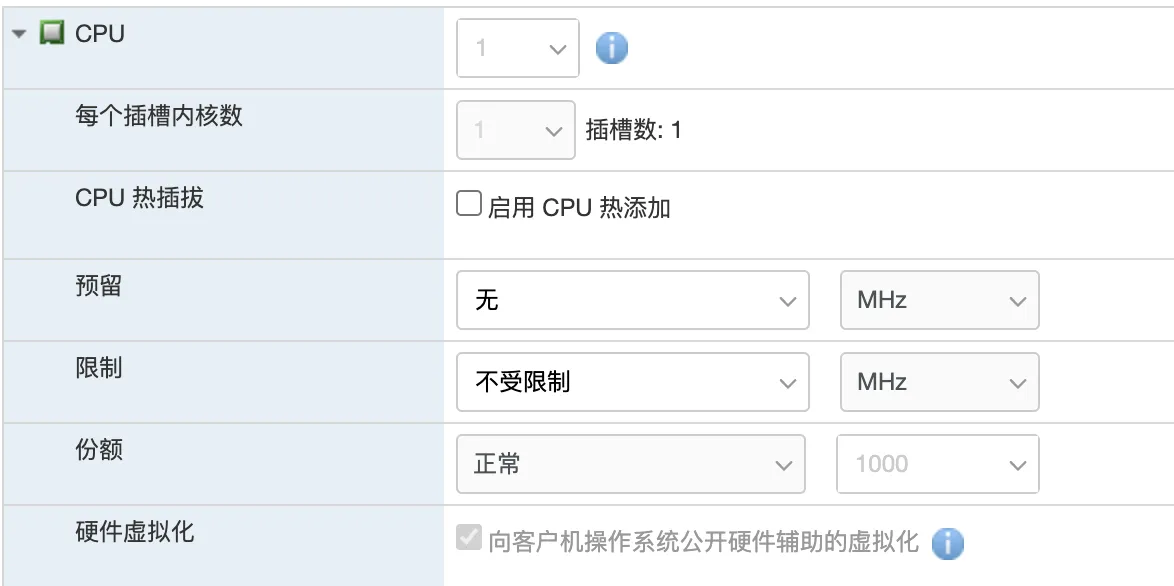 CPU
1
每个插槽内核数
1 插槽数: 1
CPU 热插拔
启用 CPU 热添加
预留
无 MHz
限制
不受限制 MHz
份额
正常 1000
硬件虚拟化
向客户机操作系统公开硬件辅助的虚拟化